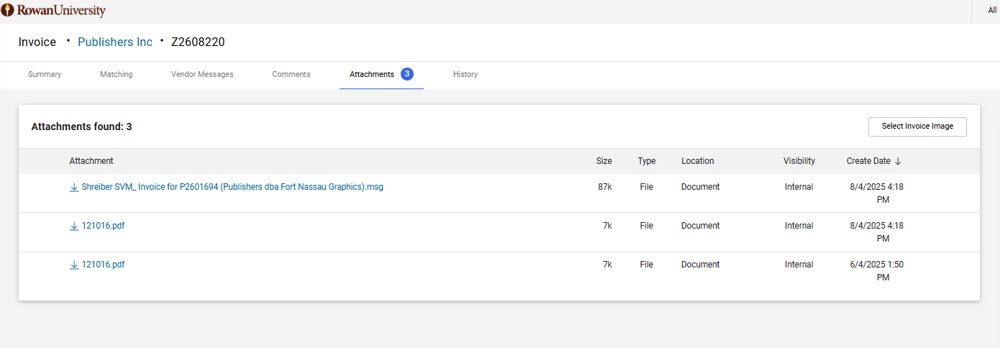 RowanUniversity
All
Invoice • Publishers Inc • Z2608220
Summary Matching Vendor Messages Comments Attachments 3 History
Attachments found: 3
Select Invoice Image
Attachment Size Type Location Visibility Create Date ↓
Shreiber SVM_ Invoice for P2601694 (Publishers dba Fort Nassau Graphics).msg 87k File Document Internal 8/4/2025 4:18
PM
121016.pdf 7k File Document Internal 8/4/2025 4:18
PM
121016.pdf 7k File Document Internal 6/4/2025 1:50
PM